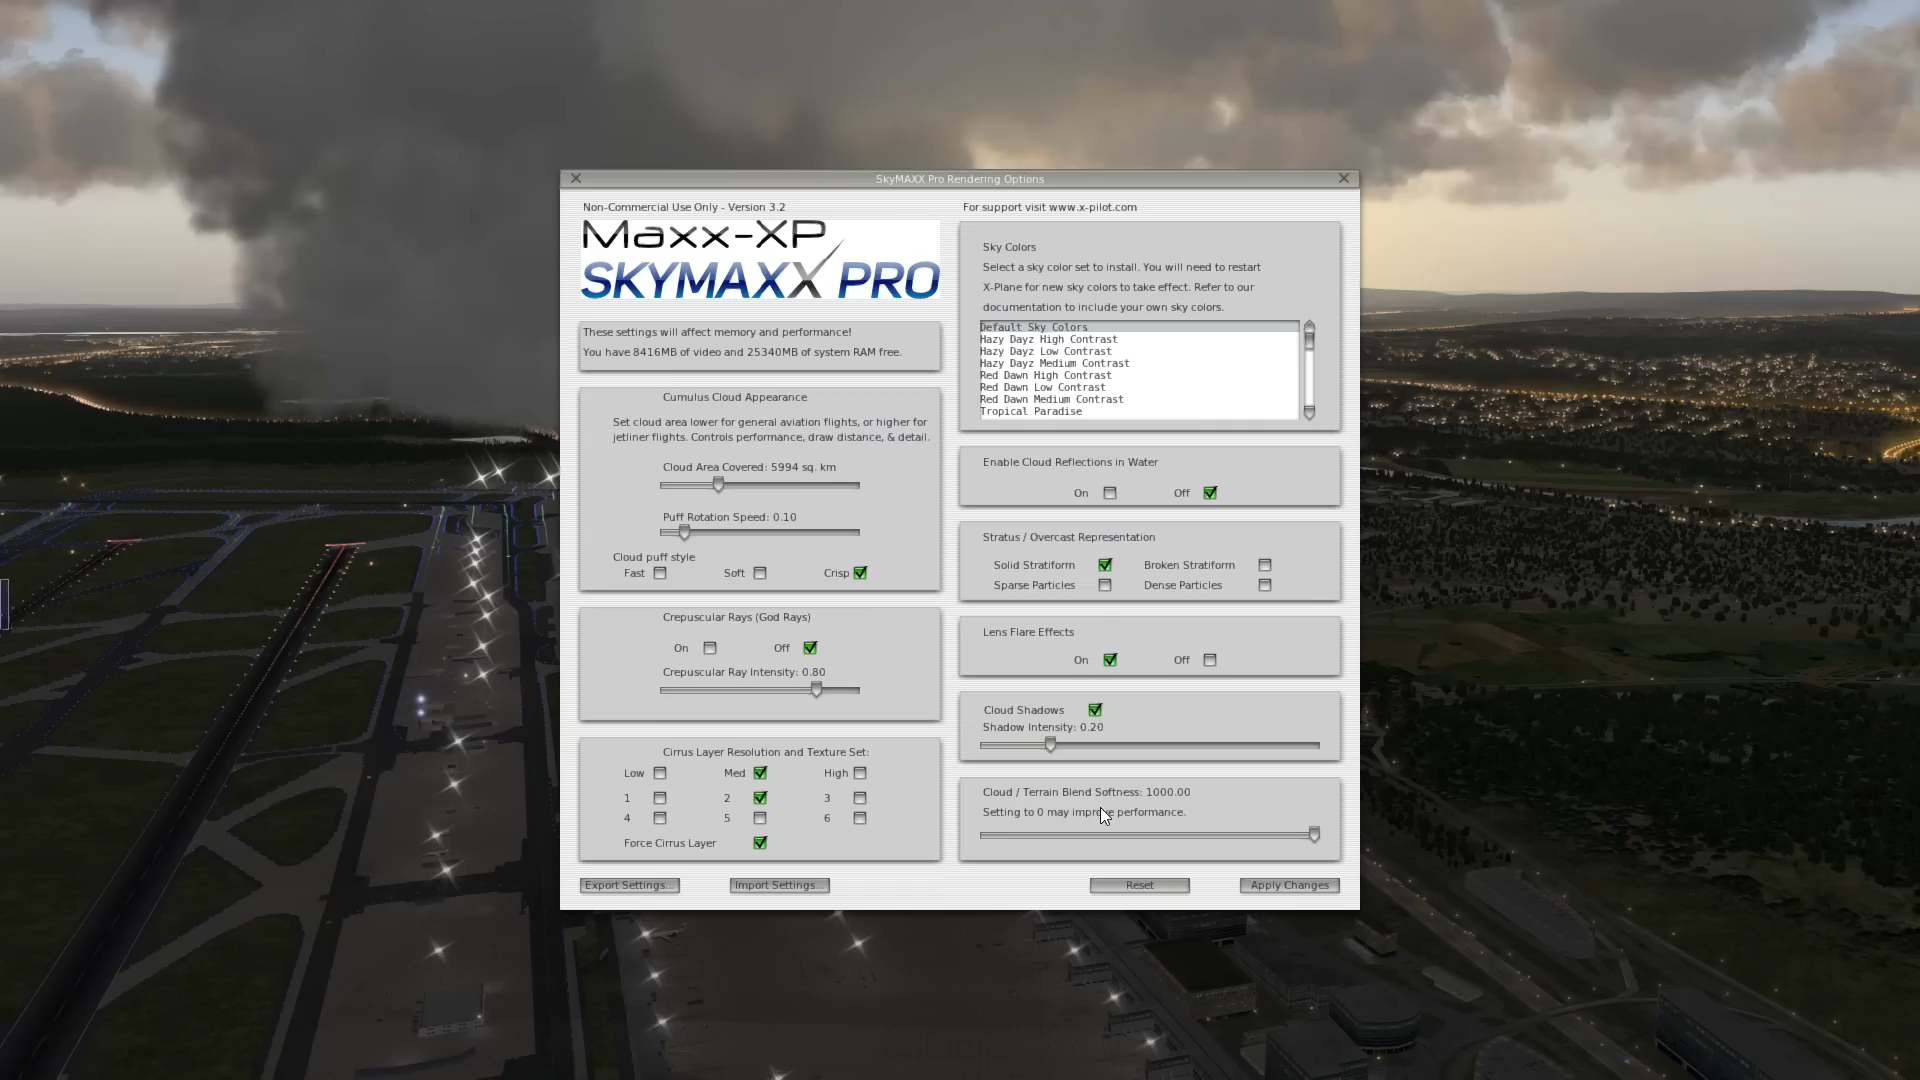 SkyMAXX Pro Rendering Options
Non-Commercial Use Only - Version 3.2
Maxx-XP
SKYMAXX PRO
These settings will affect memory and performance!
You have 8416MB of video and 25340MB of system RAM free.
Cumulus Cloud Appearance
Set cloud area lower for general aviation flights, or higher for
jetliner flights. Controls performance, draw distance, & detail.
Cloud Area Covered: 5994 sq. km
Puff Rotation Speed: 0.10
Cloud puff style
Fast Soft Crisp
Crepuscular Rays (God Rays)
On Off
Crepuscular Ray Intensity: 0.80
Cirrus Layer Resolution and Texture Set:
Low Med High
1 2 3
4 5 6
Force Cirrus Layer
Export Settings... Import Settings...
For support visit www.x-pilot.com
Sky Colors
Select a sky color set to install. You will need to restart
X-Plane for new sky colors to take effect. Refer to our
documentation to include your own sky colors.
Default Sky Colors
Hazy Dayz High Contrast
Hazy Dayz Low Contrast
Hazy Dayz Medium Contrast
Red Dawn High Contrast
Red Dawn Low Contrast
Red Dawn Medium Contrast
Tropical Paradise
Enable Cloud Reflections in Water
On Off
Stratus / Overcast Representation
Solid Stratiform Broken Stratiform
Sparse Particles Dense Particles
Lens Flare Effects
On Off
Cloud Shadows
Shadow Intensity: 0.20
Cloud / Terrain Blend Softness: 1000.00
Setting to 0 may improve performance.
Reset Apply Changes